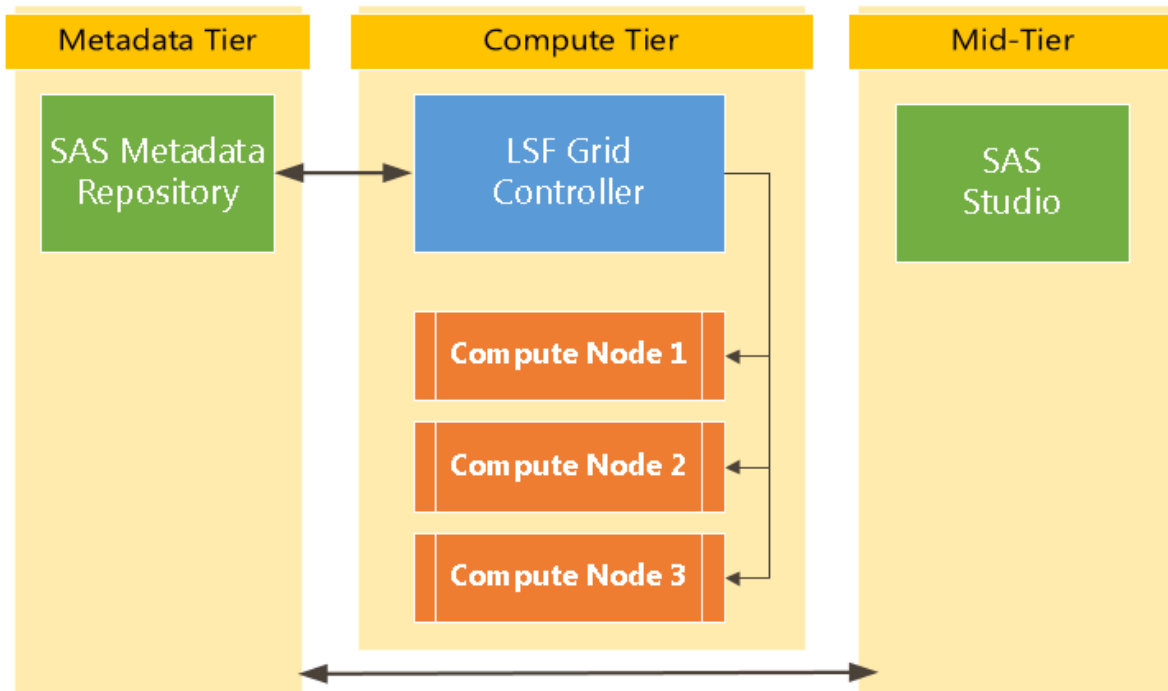 Metadata Tier
Compute Tier
Mid-Tier
SAS Metadata
Repository
LSF Grid
Controller
SAS
Studio
Compute Node 1
Compute Node 2
Compute Node 3